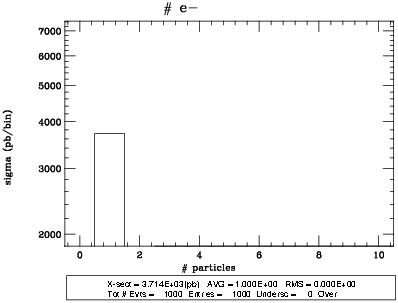 # e-
7000
6000
5000
4000
3000
2000
sigma (pb/bin)
0 2 4 6 8 10
# particles
X-sect = 3.714E+03(pb) AVG = 1.000E+00 RMS = 0.000E+00
Tot # Evts = 1000 Entries = 1000 Undersc = 0 Over